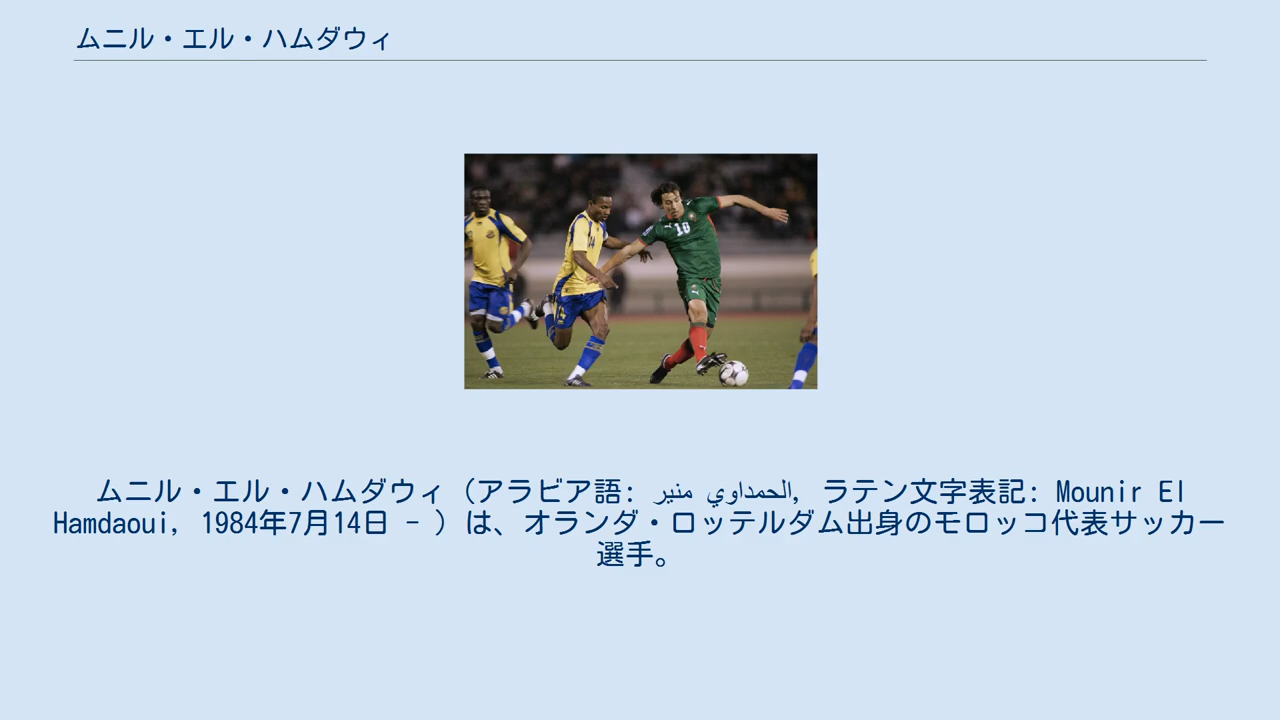 ムニル・エル・ハムダウィ
18
14
14
ムニル・エル・ハムダウィ（アラビア語: الحمداوي منير, ラテン文字表記: Mounir El
Hamdaoui, 1984年7月14日 - ）は、オランダ・ロッテルダム出身のモロッコ代表サッカー
選手。